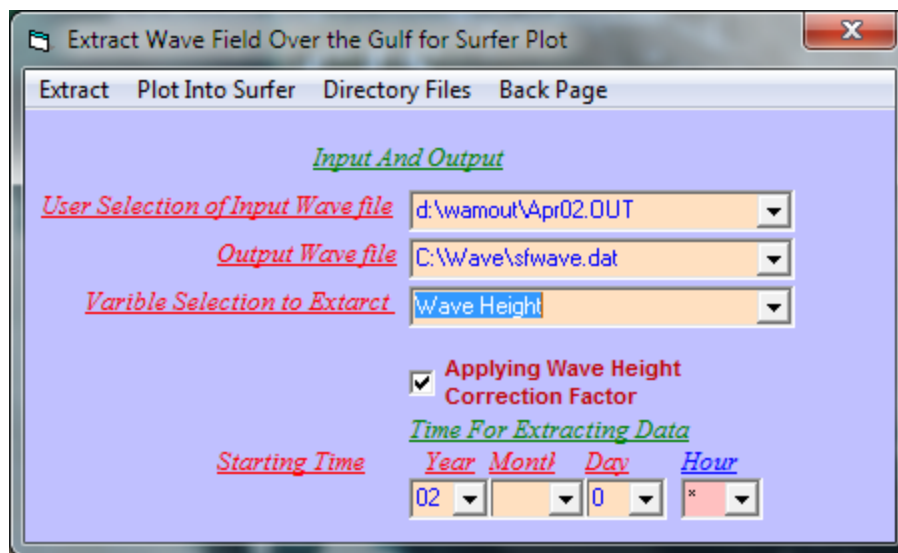 Extract Wave Field Over the Gulf for Surfer Plot
Extract Plot Into Surfer Directory Files Back Page
Input And Output
User Selection of Input Wave file d:\wamout\Apr02.OUT
Output Wave file C:\Wave\sfwave.dat
Varible Selection to Extarct Wave Height
Applying Wave Height
Correction Factor
Time For Extracting Data
Starting Time Year Month Day Hour
02 0 *